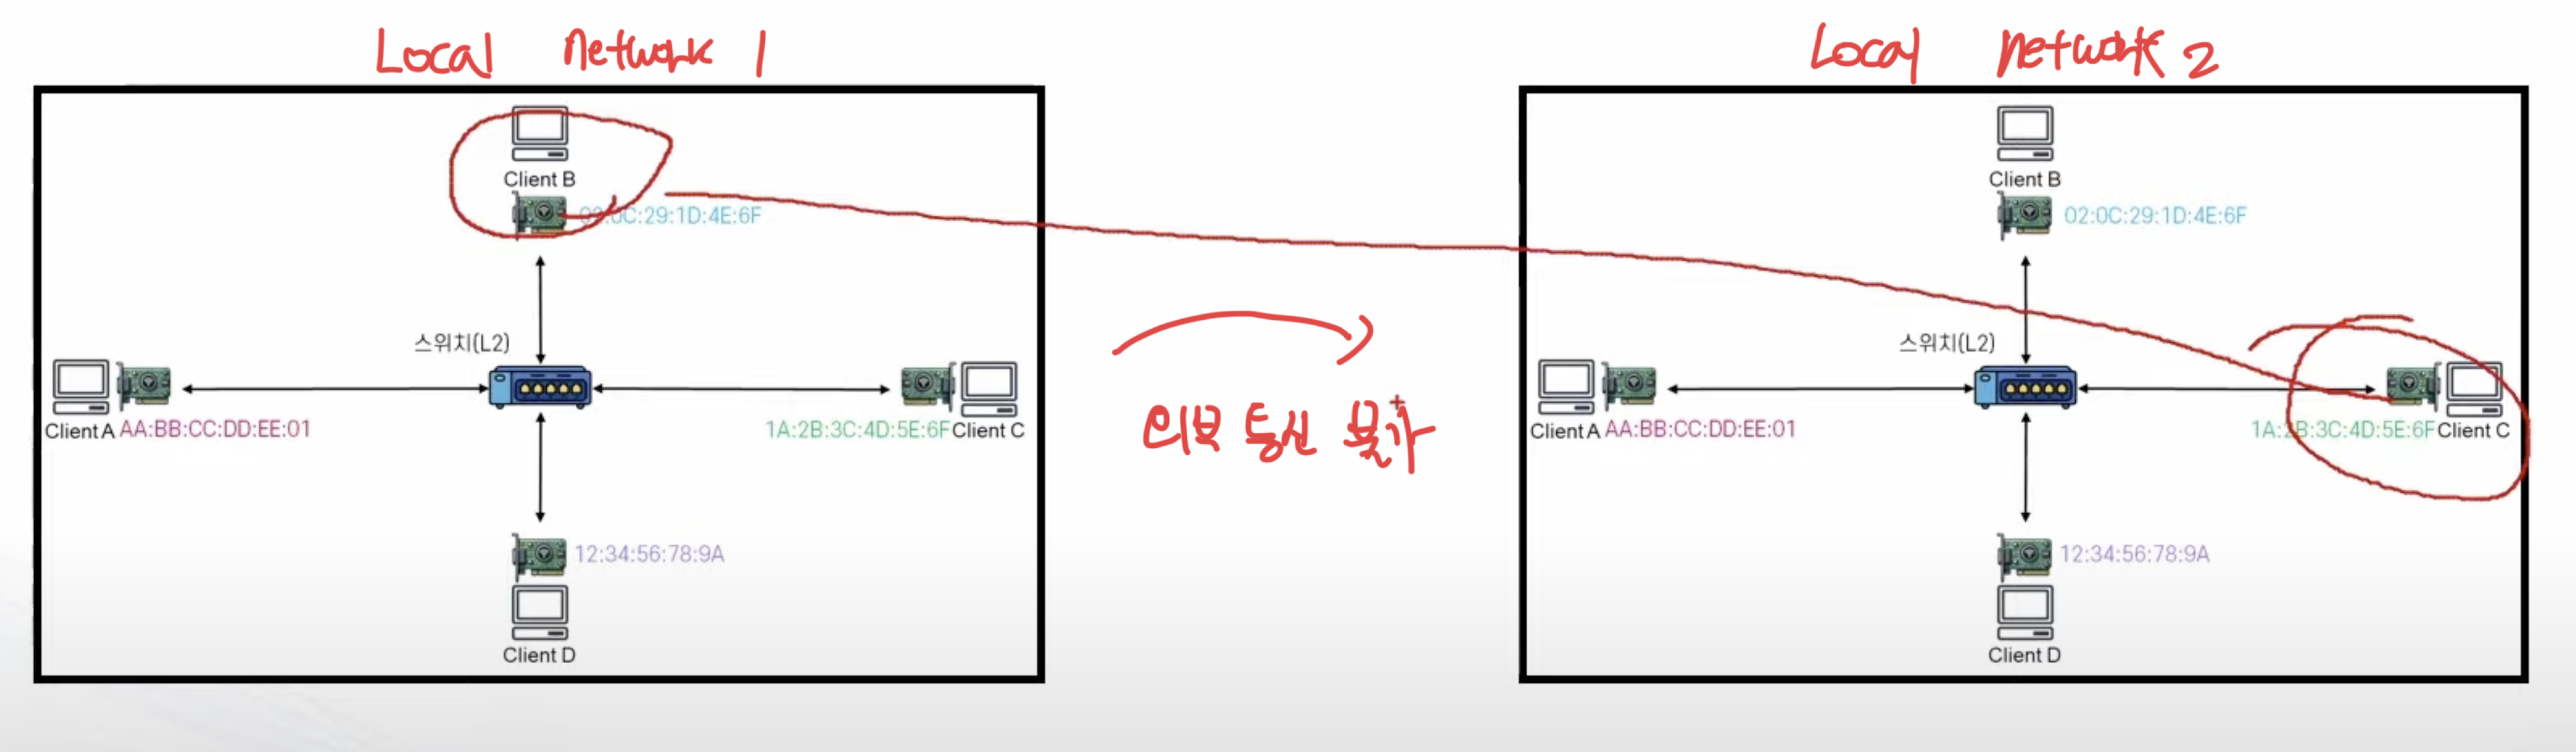 Local Network 1
Client B
02:0C:29:1D:4E:6F
스위치(L2)
Client A AA:BB:CC:DD:EE:01
1A:2B:3C:4D:5E:6F Client C
12:34:56:78:9A
Client D
외부 통신 불가
Local Network 2
Client B
02:0C:29:1D:4E:6F
스위치(L2)
Client A AA:BB:CC:DD:EE:01
1A:2B:3C:4D:5E:6F Client C
12:34:56:78:9A
Client D